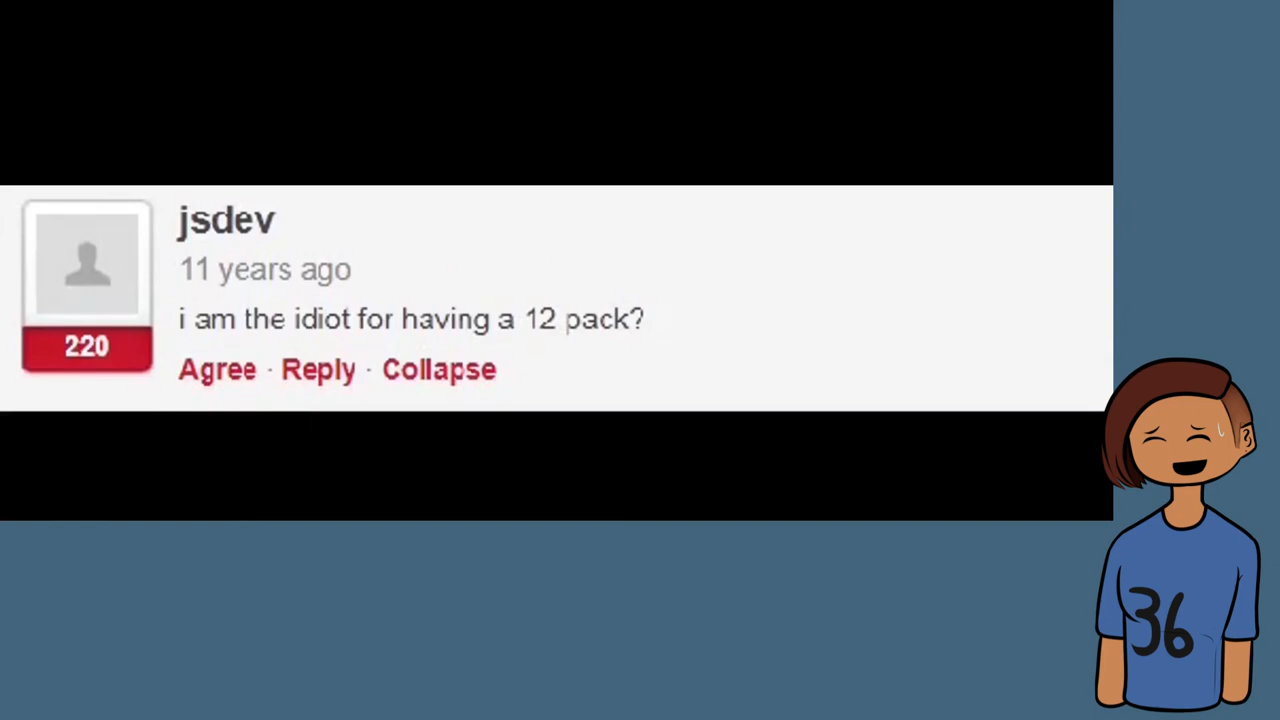 jsdev
11 years ago
i am the idiot for having a 12 pack?
220
Agree · Reply · Collapse
36